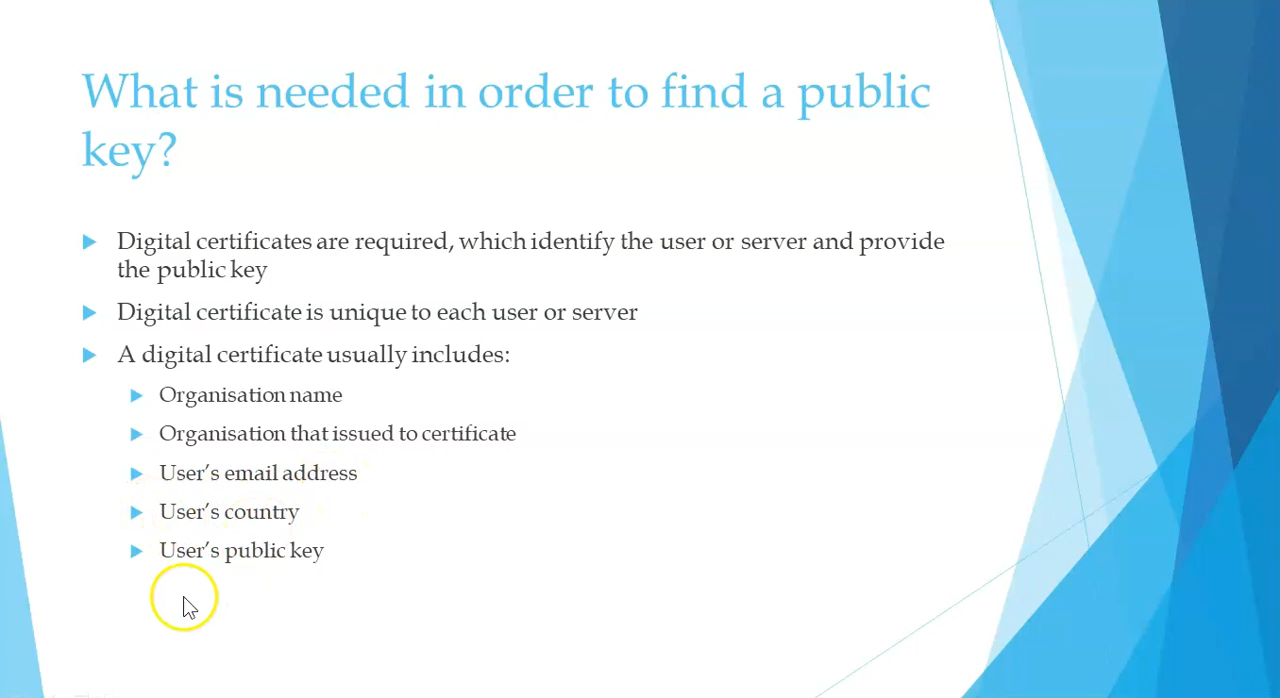 What is needed in order to find a public
key?
Digital certificates are required, which identify the user or server and provide
the public key
Digital certificate is unique to each user or server
A digital certificate usually includes:
Organisation name
Organisation that issued to certificate
User's email address
User's country
User's public key